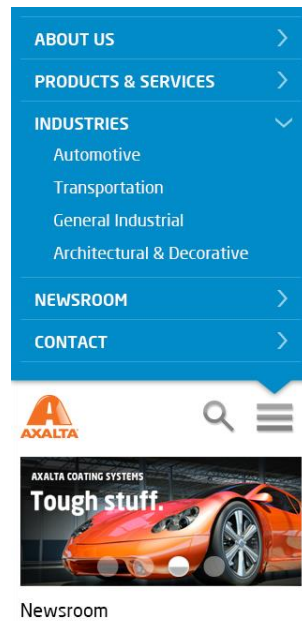 ABOUT US
PRODUCTS & SERVICES
INDUSTRIES
Automotive
Transportation
General Industrial
Architectural & Decorative
NEWSROOM
CONTACT
AXALTA
AXALTA COATING SYSTEMS
Tough stuff.
Newsroom